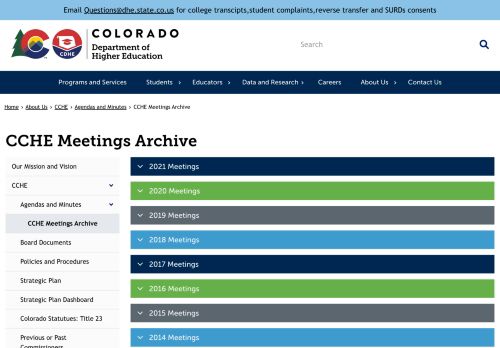 Email Questions@dhe.state.co.us for college transcipts,student complaints,reverse transfer and SURDs consents
C
CDHE
COLORADO
Department of
Higher Education
Search
Programs and Services Students Educators Data and Research Careers About Us Contact Us
Home › About Us › CCHE › Agendas and Minutes › CCHE Meetings Archive
CCHE Meetings Archive
Our Mission and Vision
CCHE
Agendas and Minutes
CCHE Meetings Archive
Board Documents
Policies and Procedures
Strategic Plan
Strategic Plan Dashboard
Colorado Statutues: Title 23
Previous or Past
Commissioners
2021 Meetings
2020 Meetings
2019 Meetings
2018 Meetings
2017 Meetings
2016 Meetings
2015 Meetings
2014 Meetings